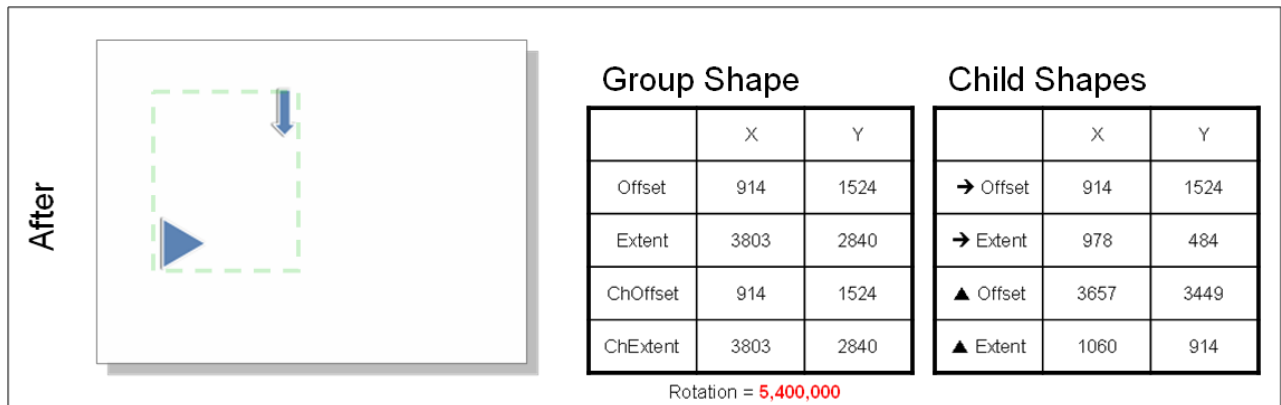 After
Group Shape
X Y
Offset 914 1524
Extent 3803 2840
ChOffset 914 1524
ChExtent 3803 2840
Rotation = 5,400,000
Child Shapes
X Y
➔ Offset 914 1524
➔ Extent 978 484
▲ Offset 3657 3449
▲ Extent 1060 914